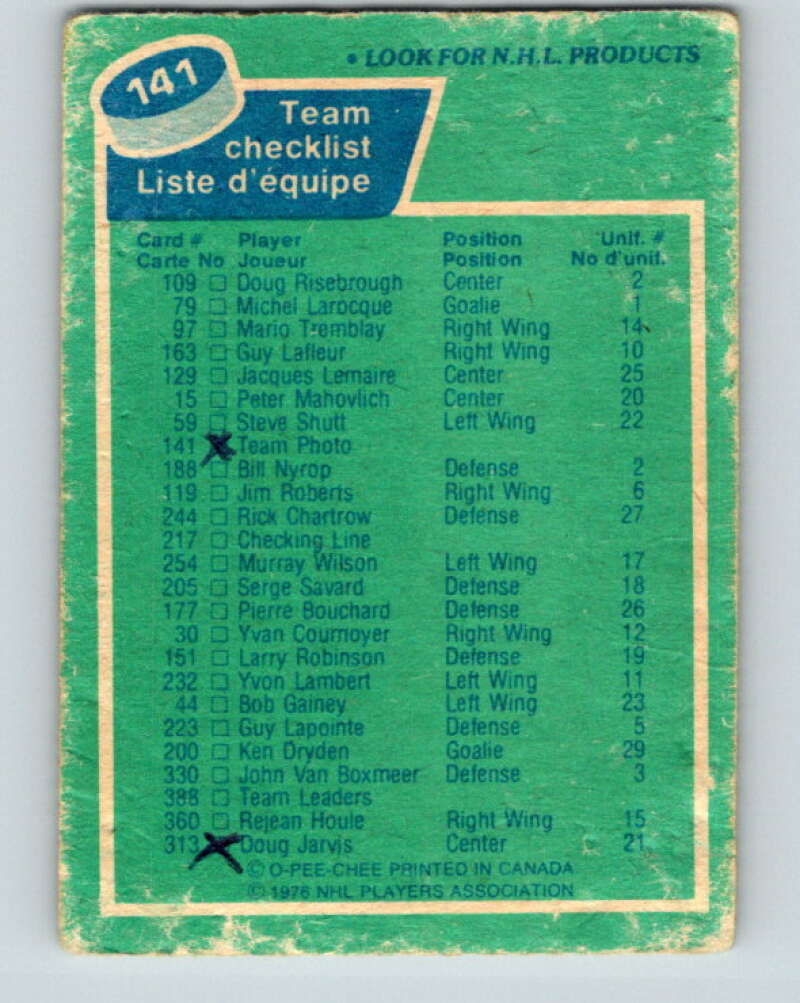 141
• LOOK FOR N.H.L. PRODUCTS
Team
checklist
Liste d'équipe
Card # Player Position Unif. #
Carte No Joueur Position No d'unif.
109 □ Doug Risebrough Center 2
79 □ Michel Larocque Goalie 1
97 □ Mario Tremblay Right Wing 14
163 □ Guy Lafleur Right Wing 10
129 □ Jacques Lemaire Center 25
15 □ Peter Mahovlich Center 20
59 □ Steve Shutt Left Wing 22
141 X Team Photo
188 □ Bill Nyrop Defense 2
119 □ Jim Roberts Right Wing 6
244 □ Rick Chartrow Defense 27
217 □ Checking Line
254 □ Murray Wilson Left Wing 17
205 □ Serge Savard Defense 18
177 □ Pierre Bouchard Defense 26
30 □ Yvan Cournoyer Right Wing 12
151 □ Larry Robinson Defense 19
232 □ Yvon Lambert Left Wing 11
44 □ Bob Gainey Left Wing 23
223 □ Guy Lapointe Defense 5
200 □ Ken Dryden Goalie 29
330 □ John Van Boxmeer Defense 3
388 □ Team Leaders
360 □ Rejean Houle Right Wing 15
313 X Doug Jarvis Center 21
© O-PEE-CHEE PRINTED IN CANADA
© 1976 NHL PLAYERS ASSOCIATION